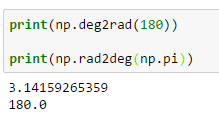 print(np.deg2rad(180))
print(np.rad2deg(np.pi))
3.14159265359
180.0